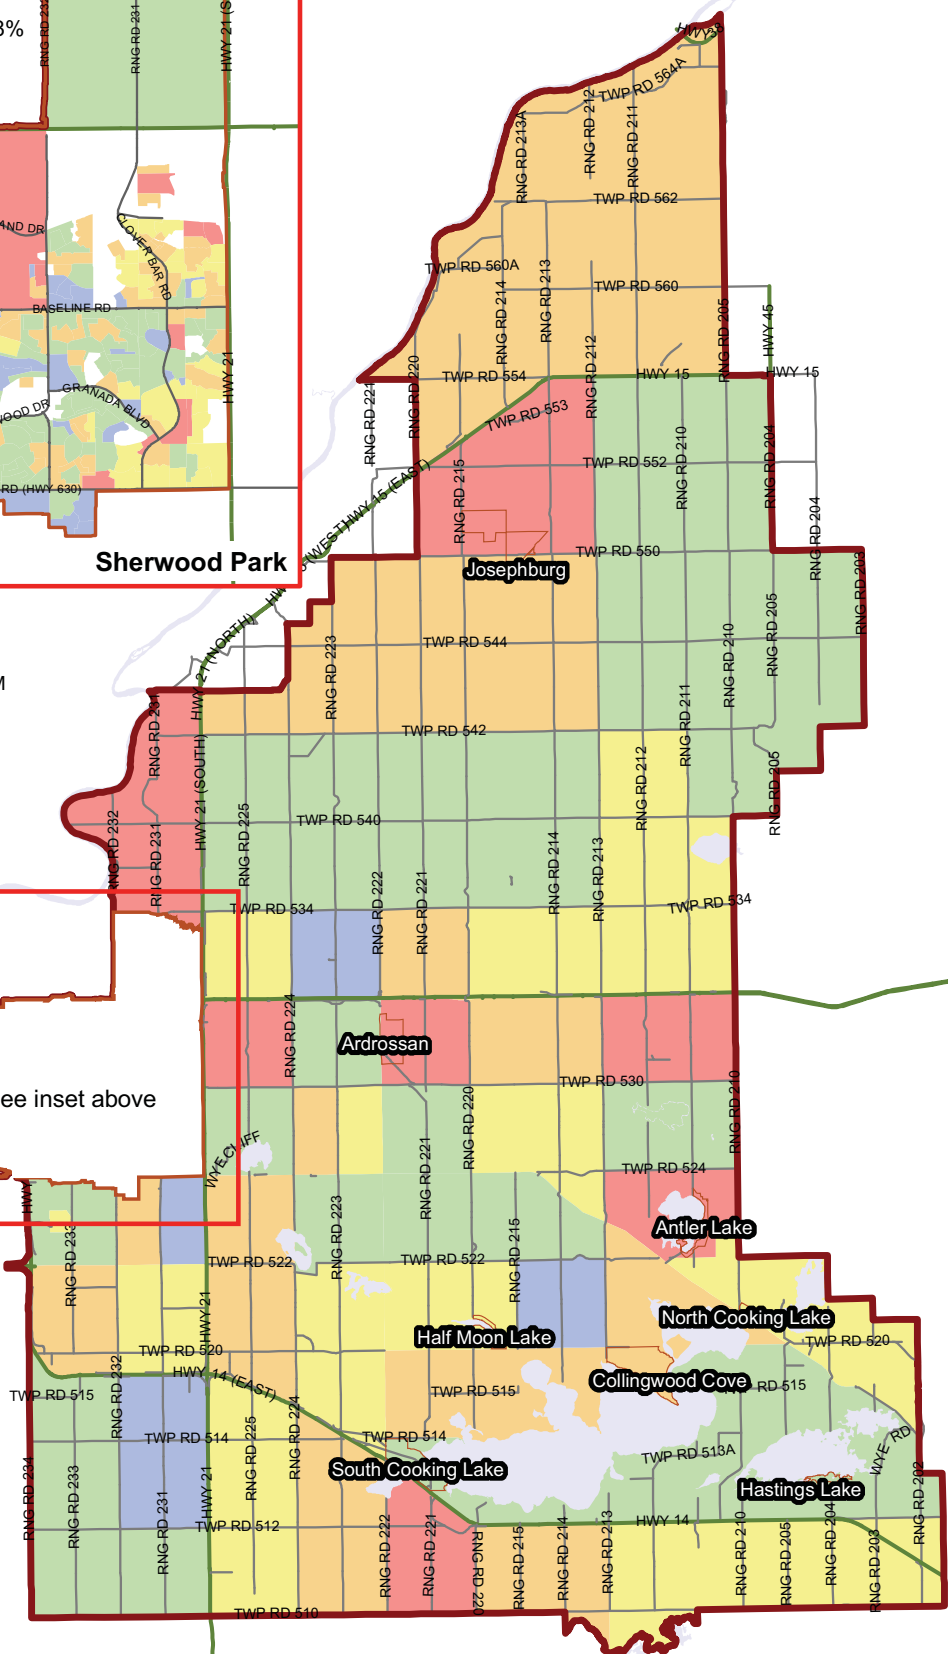 3%
RNG RD 232
RNG RD 231
HWY 21 (S
AND DR
CLOVER BAR RD
BASELINE RD
HWY 21
GRANADA BLVD
WOOD DR
RD (HWY 630)
Sherwood Park
HWY 38
TWP RD 564A
RNG RD 213A
RNG RD 212
RNG RD 211
TWP RD 562
TWP RD 560A
RNG RD 214
RNG RD 213
TWP RD 560
RNG RD 205
HWY 45
RNG RD 212
RNG RD 220
RNG RD 221
TWP RD 554
HWY 15
HWY 15
TWP RD 553
RNG RD 215
TWP RD 552
RNG RD 210
RNG RD 204
RNG RD 204
HWY 15 (EAST)
(WEST)
TWP RD 550
RNG RD 203
Josephburg
HWY 21 (NORTH)
RNG RD 223
TWP RD 544
RNG RD 210
RNG RD 205
M
RNG RD 231
HWY 21 (SOUTH)
TWP RD 542
RNG RD 211
RNG RD 212
RNG RD 205
RNG RD 232
RNG RD 231
RNG RD 225
TWP RD 540
RNG RD 222
RNG RD 221
RNG RD 214
RNG RD 213
TWP RD 534
TWP RD 534
RNG RD 224
Ardrossan
TWP RD 530
RNG RD 220
RNG RD 210
ee inset above
WYECLIFF
RNG RD 221
TWP RD 524
HWY
RNG RD 233
RNG RD 223
RNG RD 215
Antler Lake
TWP RD 522
TWP RD 522
HWY 21
North Cooking Lake
Half Moon Lake
TWP RD 520
TWP RD 520
HWY 14 (EAST)
RNG RD 232
TWP RD 515
TWP RD 515
Collingwood Cove
RD 515
RNG RD 225
RNG RD 224
TWP RD 514
TWP RD 514
TWP RD 513A
WYE RD
South Cooking Lake
Hastings Lake
RNG RD 234
RNG RD 233
RNG RD 231
HWY 21
TWP RD 512
RNG RD 222
RNG RD 221
RNG RD 220
RNG RD 215
RNG RD 214
RNG RD 213
HWY 14
RNG RD 210
RNG RD 205
RNG RD 204
RNG RD 203
RNG RD 202
TWP RD 510